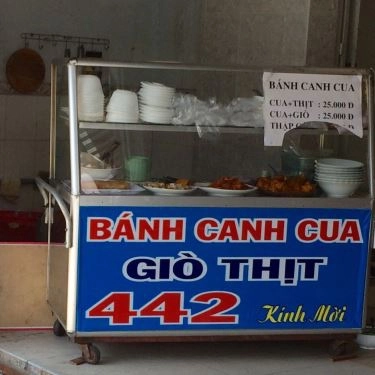 BÁNH CANH CUA
CUA+THỊT : 25.000 Đ
CUA+GIÒ : 25.000 Đ
BÁNH CANH CUA
GIÒ THỊT
442 Kính Mời